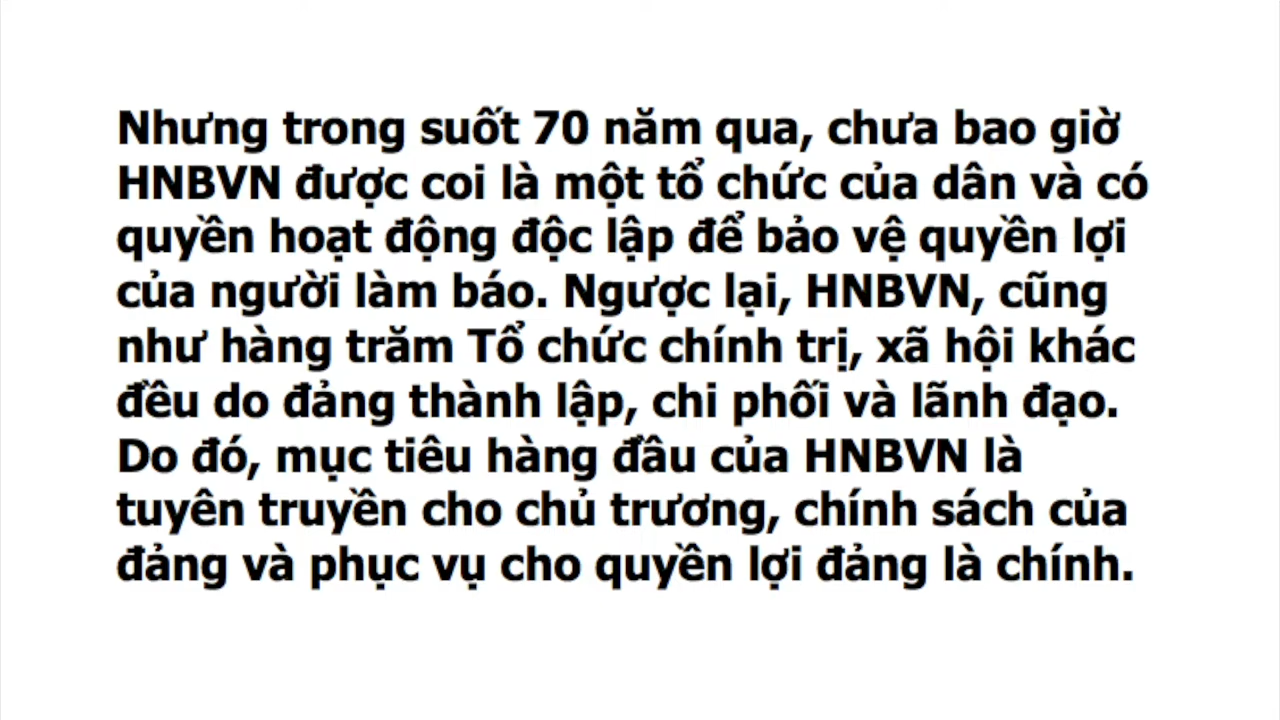 Nhưng trong suốt 70 năm qua, chưa bao giờ
HNBVN được coi là một tổ chức của dân và có
quyền hoạt động độc lập để bảo vệ quyền lợi
của người làm báo. Ngược lại, HNBVN, cũng
như hàng trăm Tổ chức chính trị, xã hội khác
đều do đảng thành lập, chi phối và lãnh đạo.
Do đó, mục tiêu hàng đầu của HNBVN là
tuyên truyền cho chủ trương, chính sách của
đảng và phục vụ cho quyền lợi đảng là chính.